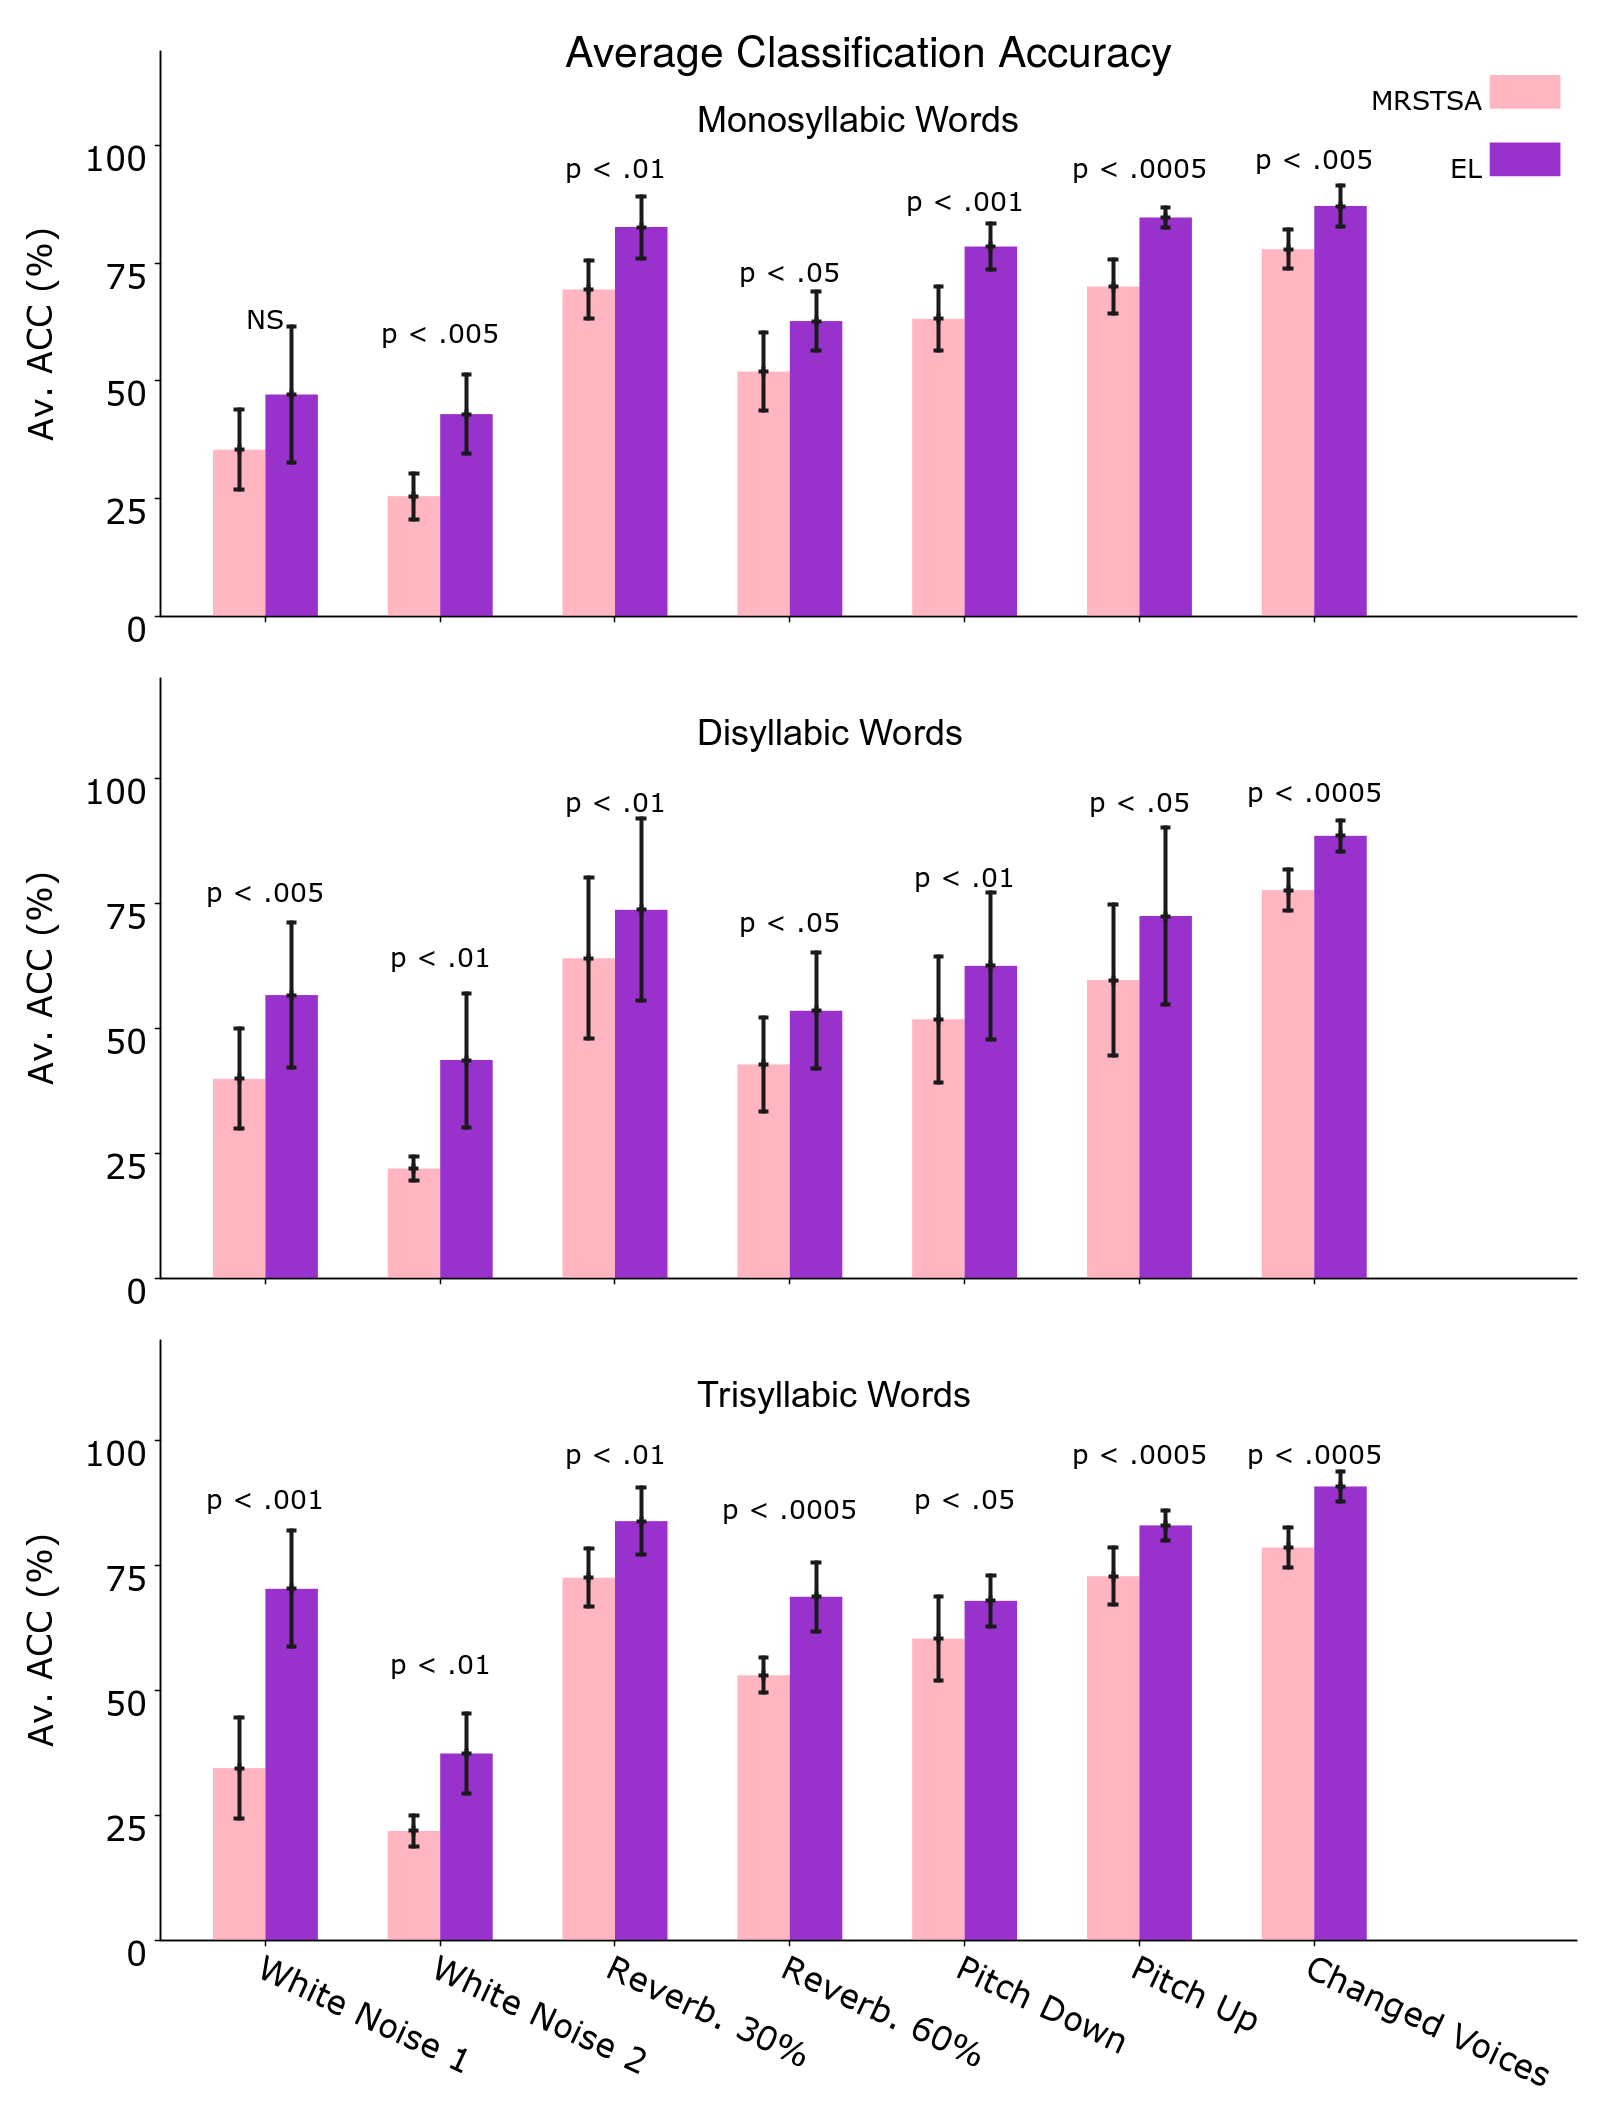 Average Classification Accuracy
MRSTSA
EL
Monosyllabic Words
Av. ACC (%)
100
75
50
25
0
NS
p < .005
p < .01
p < .05
p < .001
p < .0005
p < .005
Disyllabic Words
Av. ACC (%)
100
75
50
25
0
p < .005
p < .01
p < .01
p < .05
p < .01
p < .05
p < .0005
Trisyllabic Words
Av. ACC (%)
100
75
50
25
0
p < .001
p < .01
p < .01
p < .0005
p < .05
p < .0005
p < .0005
White Noise 1
White Noise 2
Reverb. 30%
Reverb. 60%
Pitch Down
Pitch Up
Changed Voices